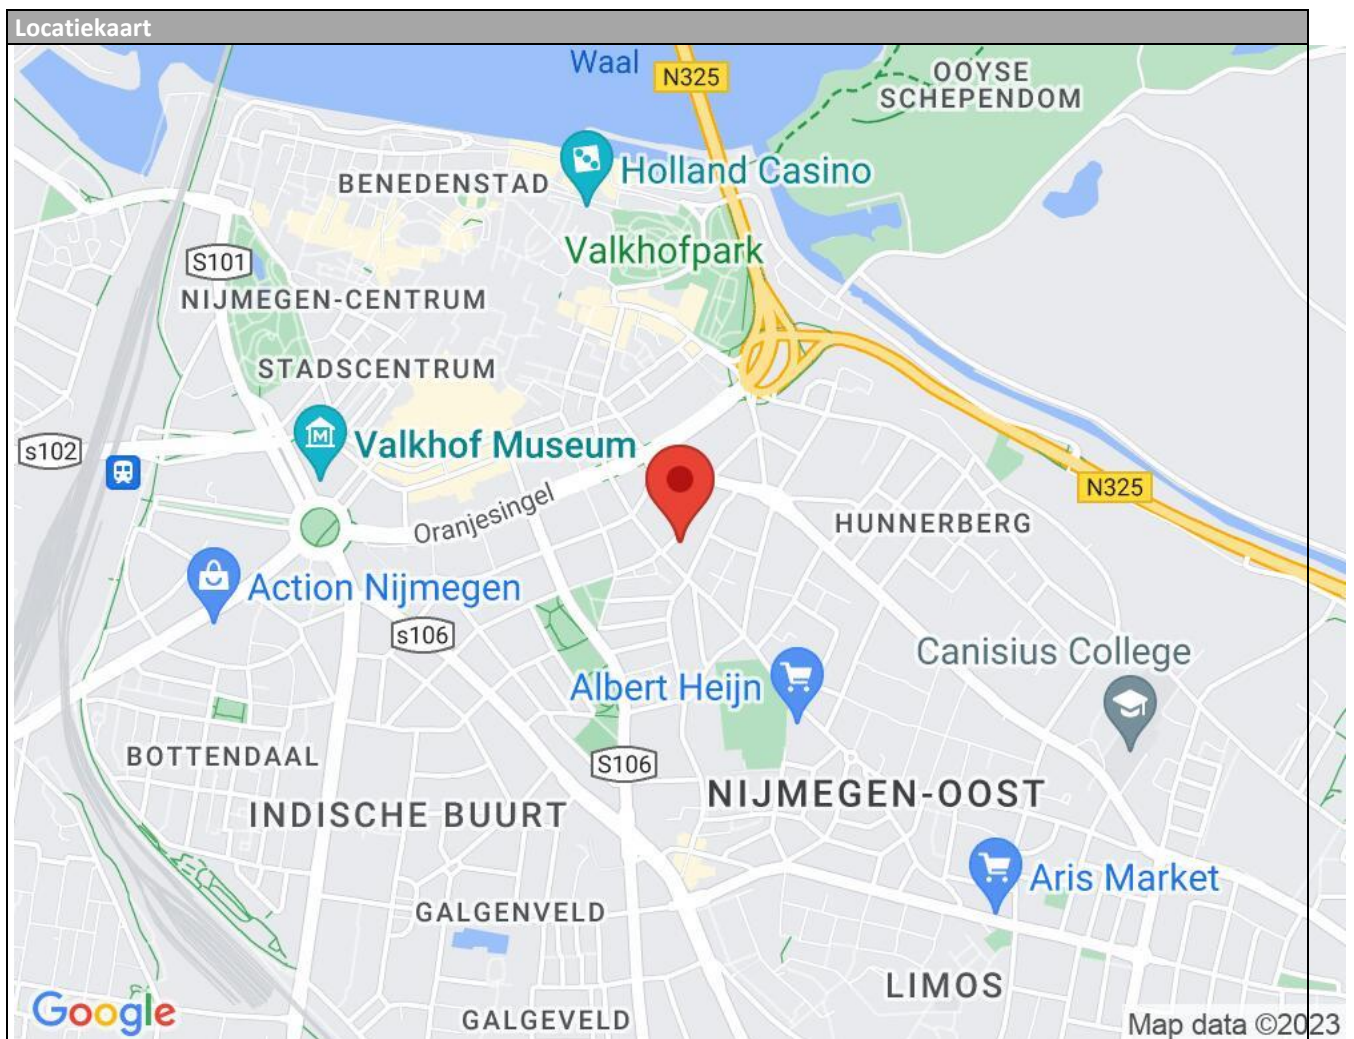 Locatiekaart
Waal
N325
OOYSE
SCHEPENDOM
Holland Casino
BENEDENSTAD
Valkhofpark
S101
NIJMEGEN-CENTRUM
STADSCENTRUM
Valkhof Museum
s102
N325
Oranjesingel
HUNNERBERG
Action Nijmegen
s106
Canisius College
Albert Heijn
BOTTENDAAL
S106
NIJMEGEN-OOST
INDISCHE BUURT
Aris Market
GALGENVELD
LIMOS
Google
GALGEVELD
Map data ©2023